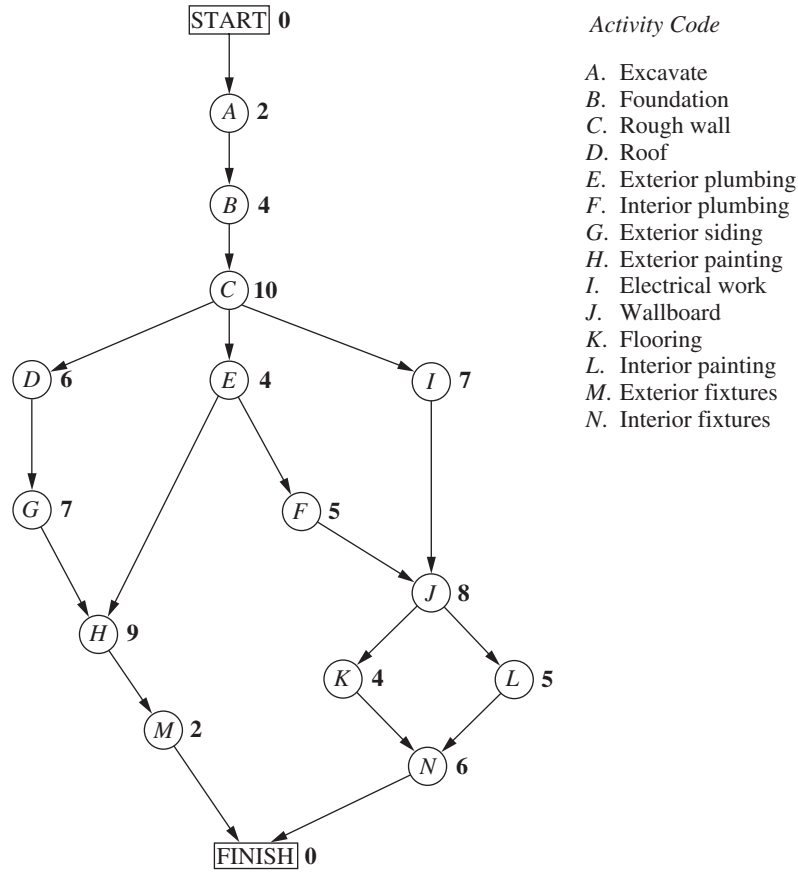 START 0
A 2
B 4
C 10
D 6
E 4
I 7
G 7
F 5
J 8
H 9
K 4
L 5
M 2
N 6
FINISH 0
Activity Code
A. Excavate
B. Foundation
C. Rough wall
D. Roof
E. Exterior plumbing
F. Interior plumbing
G. Exterior siding
H. Exterior painting
I. Electrical work
J. Wallboard
K. Flooring
L. Interior painting
M. Exterior fixtures
N. Interior fixtures